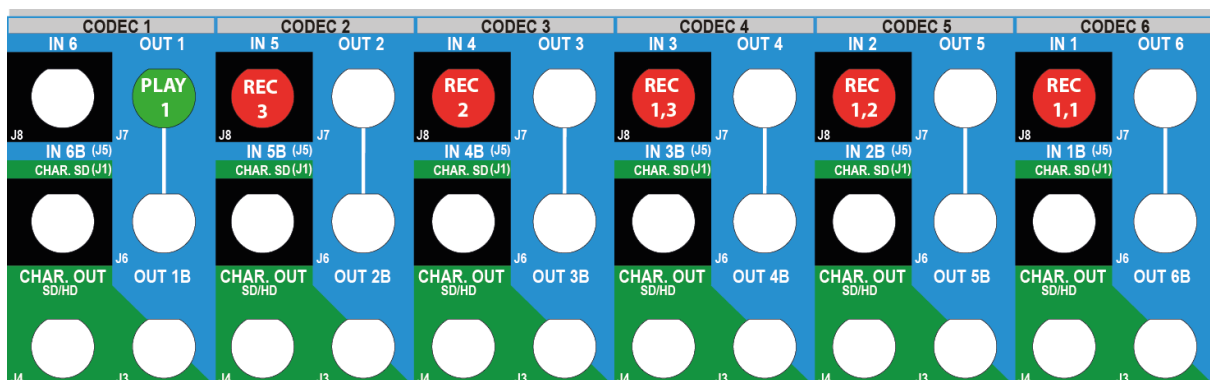 CODEC 1 CODEC 2 CODEC 3 CODEC 4 CODEC 5 CODEC 6
IN 6 OUT 1 IN 5 OUT 2 IN 4 OUT 3 IN 3 OUT 4 IN 2 OUT 5 IN 1 OUT 6
PLAY REC REC REC REC REC
1 3 2 1,3 1,2 1,1
J8 J7 J8 J7 J8 J7 J8 J7 J8 J7 J8 J7
IN 6B (J5) IN 5B (J5) IN 4B (J5) IN 3B (J5) IN 2B (J5) IN 1B (J5)
CHAR. SD (J1) CHAR. SD (J1) CHAR. SD (J1) CHAR. SD (J1) CHAR. SD (J1) CHAR. SD (J1)
J6 J6 J6 J6 J6 J6
CHAR. OUT OUT 1B CHAR. OUT OUT 2B CHAR. OUT OUT 3B CHAR. OUT OUT 4B CHAR. OUT OUT 5B CHAR. OUT OUT 6B
SD/HD SD/HD SD/HD SD/HD SD/HD SD/HD
J4 J3 J4 J3 J4 J3 J4 J3 J4 J3 J4 J3